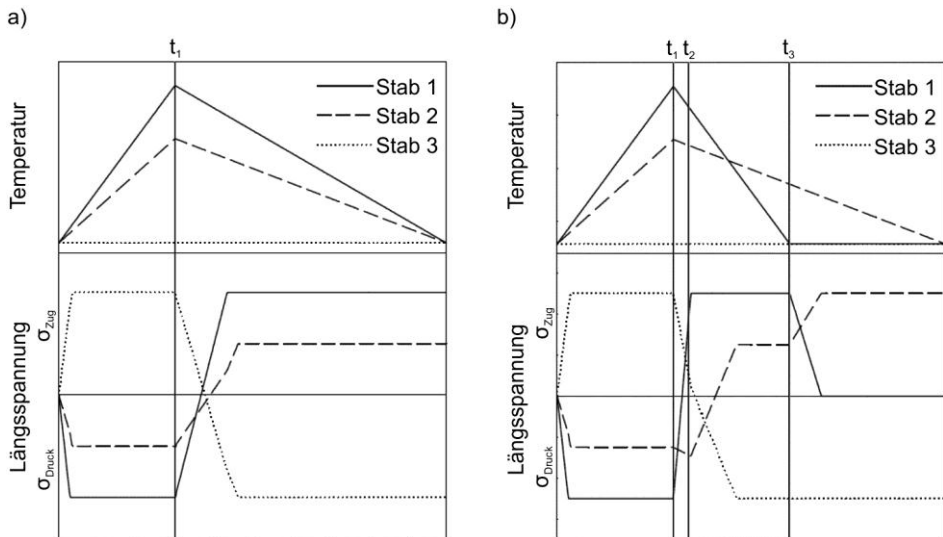 a)
t₁
Temperatur
Stab 1
Stab 2
Stab 3
Längsspannung
σZug
σDruck
b)
t₁ t₂ t₃
Temperatur
Stab 1
Stab 2
Stab 3
Längsspannung
σZug
σDruck